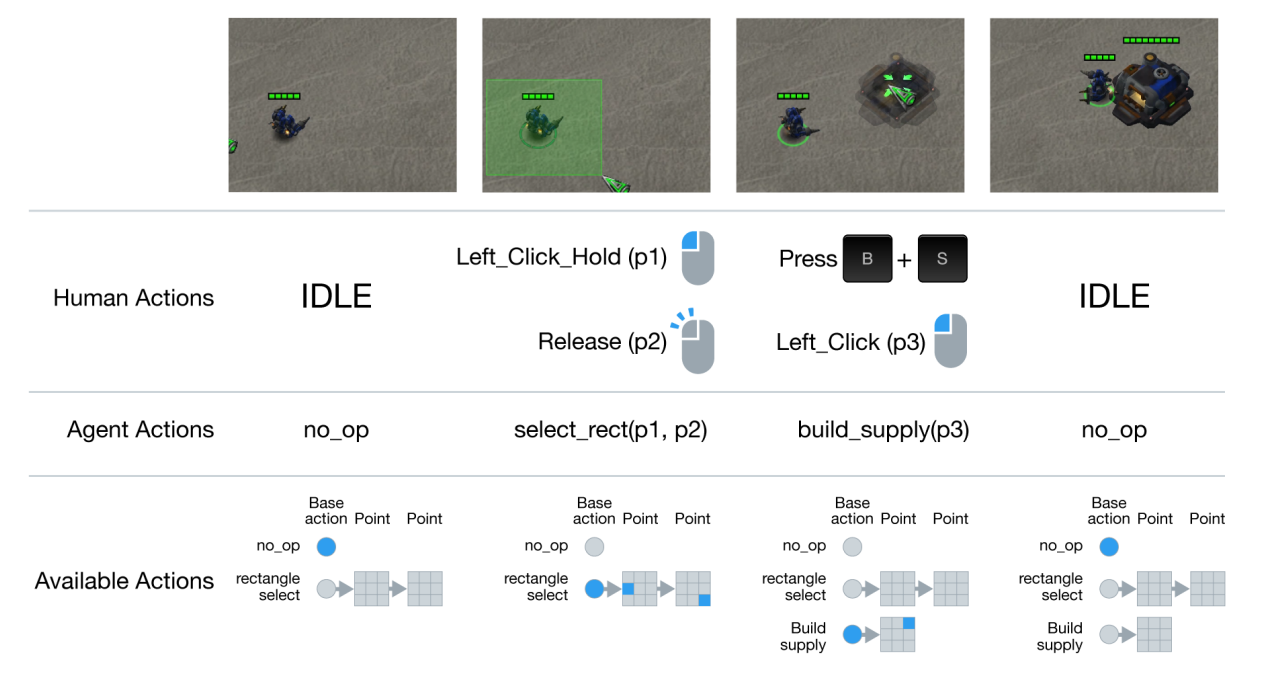 Human Actions
IDLE
Left_Click_Hold (p1)
Release (p2)
Press B + S
Left_Click (p3)
IDLE
Agent Actions
no_op
select_rect(p1, p2)
build_supply(p3)
no_op
Available Actions
Base
action Point Point
no_op
rectangle
select
Base
action Point Point
no_op
rectangle
select
Base
action Point Point
no_op
rectangle
select
Build
supply
Base
action Point Point
no_op
rectangle
select
Build
supply